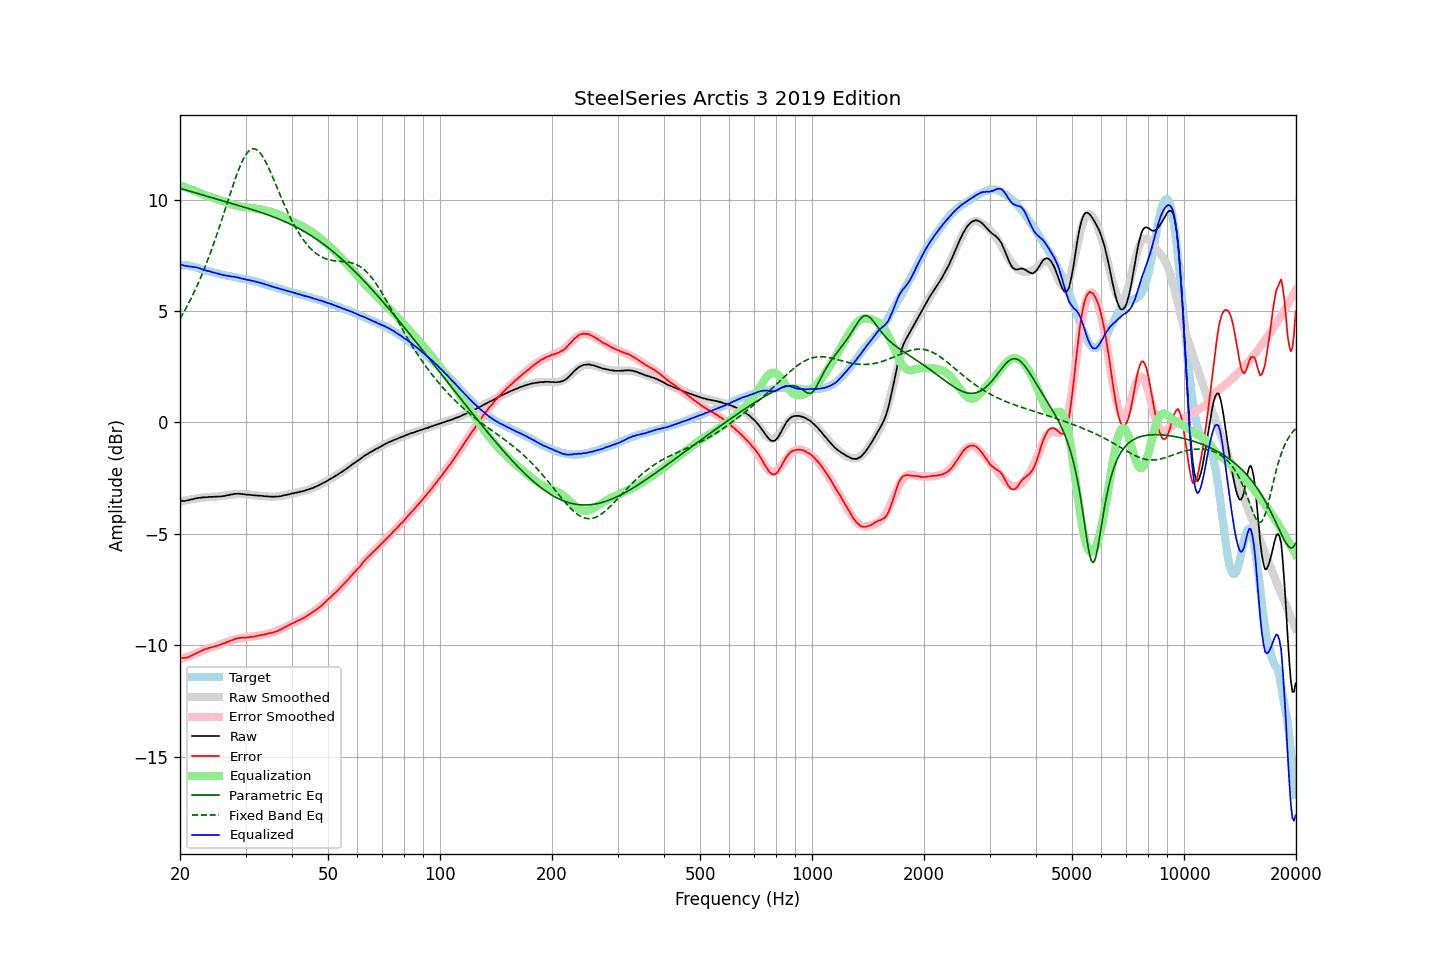 SteelSeries Arctis 3 2019 Edition
Amplitude (dBr)
10
5
0
−5
−10
−15
Target
Raw Smoothed
Error Smoothed
Raw
Error
Equalization
Parametric Eq
Fixed Band Eq
Equalized
20 50 100 200 500 1000 2000 5000 10000 20000
Frequency (Hz)